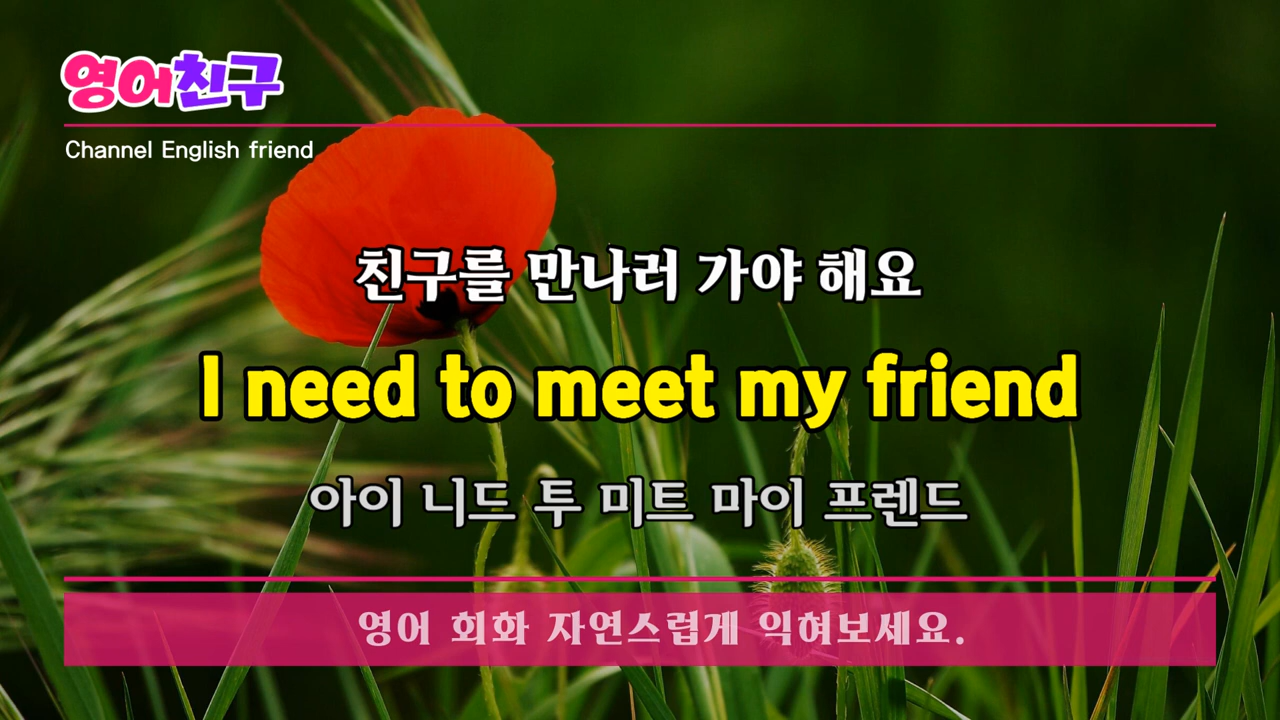 영어친구
Channel English friend
친구를 만나러 가야 해요
I need to meet my friend
아이 니드 투 미트 마이 프렌드
영어 회화 자연스럽게 익혀보세요.